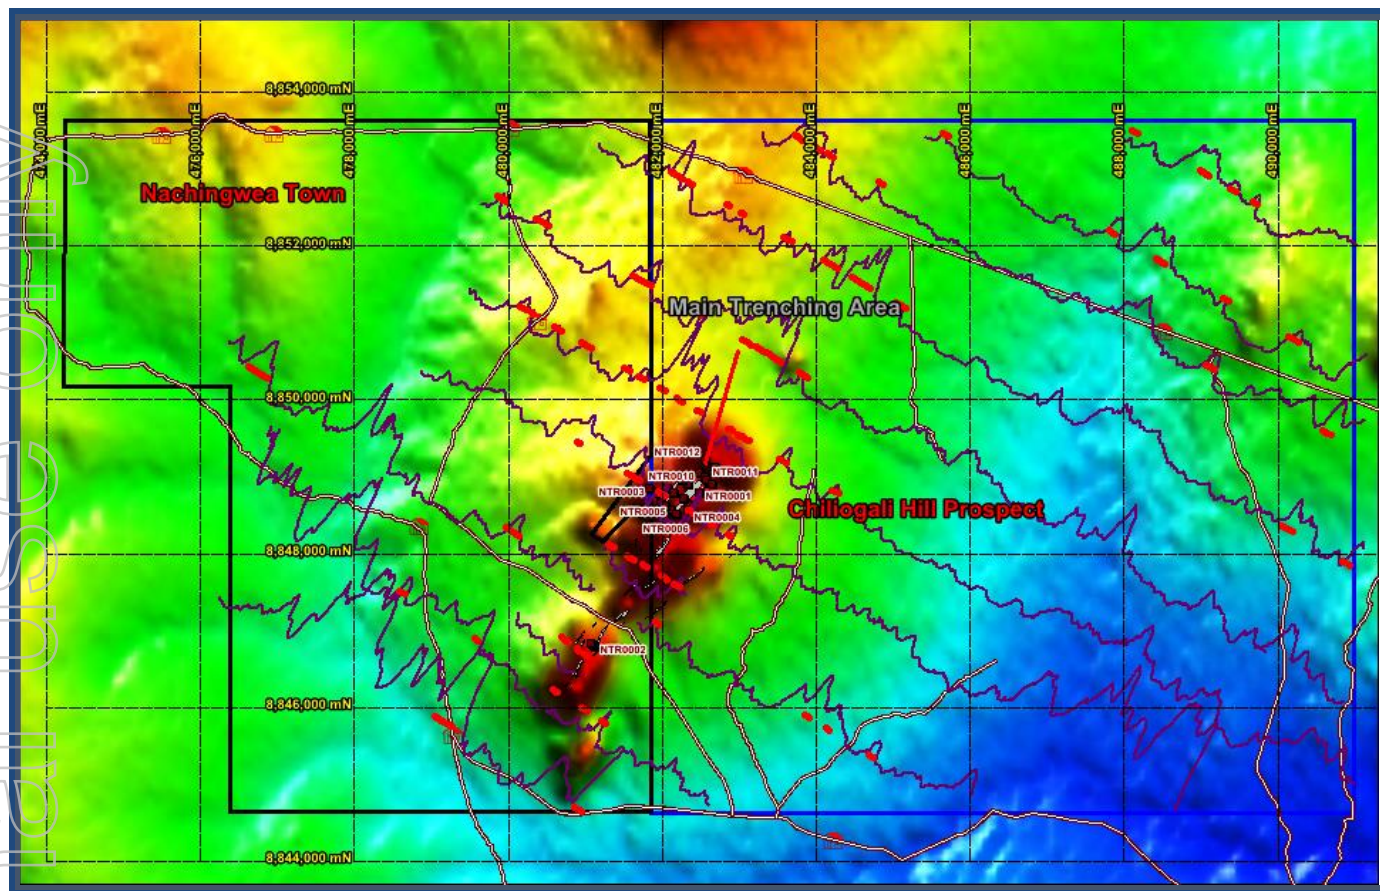 8,854,000 mN
474,000 mE
476,000 mE
478,000 mE
480,000 mE
482,000 mE
484,000 mE
486,000 mE
488,000 mE
490,000 mE
Nachingwea Town
8,852,000 mN
Main Trenching Area
8,850,000 mN
NTR0012
NTR0010
NTR0011
NTR0003
NTR0001
NTR0005
NTR0004
NTR0006
Chiliogali Hill Prospect
8,848,000 mN
NTR0002
8,846,000 mN
8,844,000 mN